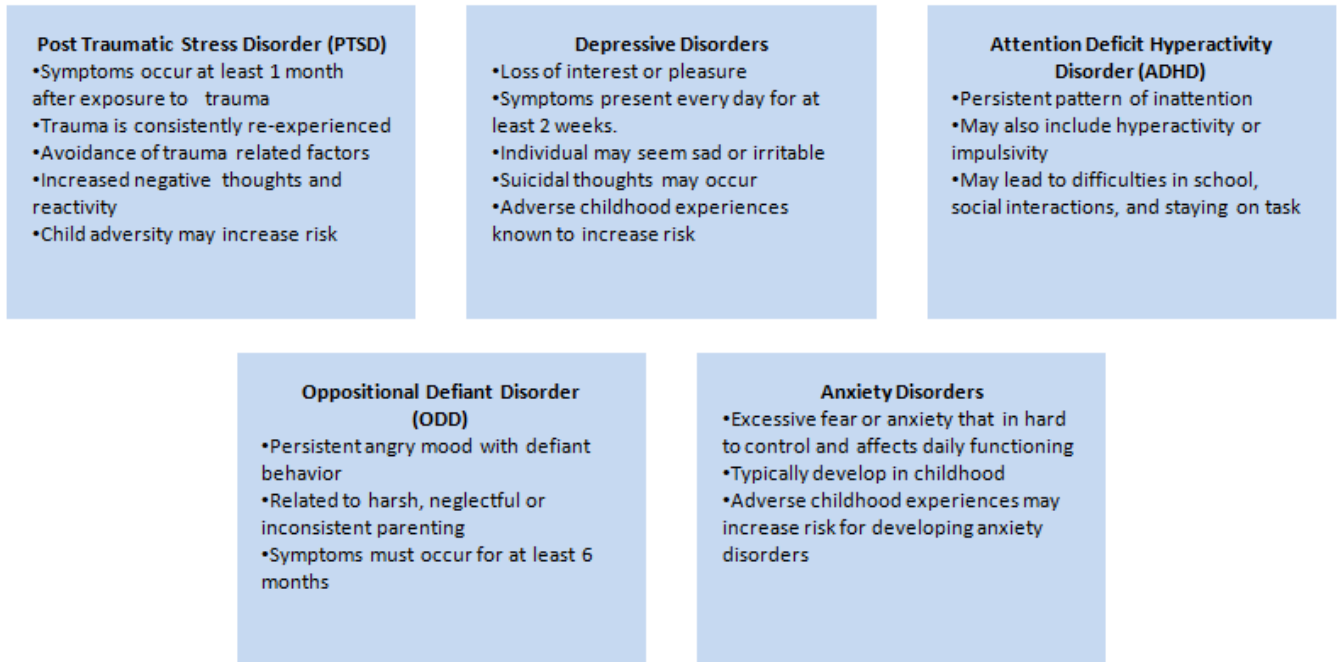 Post Traumatic Stress Disorder (PTSD)
•Symptoms occur at least 1 month
after exposure to trauma
•Trauma is consistently re-experienced
•Avoidance of trauma related factors
•Increased negative thoughts and
reactivity
•Child adversity may increase risk
Depressive Disorders
•Loss of interest or pleasure
•Symptoms present every day for at
least 2 weeks.
•Individual may seem sad or irritable
•Suicidal thoughts may occur
•Adverse childhood experiences
known to increase risk
Attention Deficit Hyperactivity
Disorder (ADHD)
•Persistent pattern of inattention
•May also include hyperactivity or
impulsivity
•May lead to difficulties in school,
social interactions, and staying on task
Oppositional Defiant Disorder
(ODD)
•Persistent angry mood with defiant
behavior
•Related to harsh, neglectful or
inconsistent parenting
•Symptoms must occur for at least 6
months
Anxiety Disorders
•Excessive fear or anxiety that in hard
to control and affects daily functioning
•Typically develop in childhood
•Adverse childhood experiences may
increase risk for developing anxiety
disorders